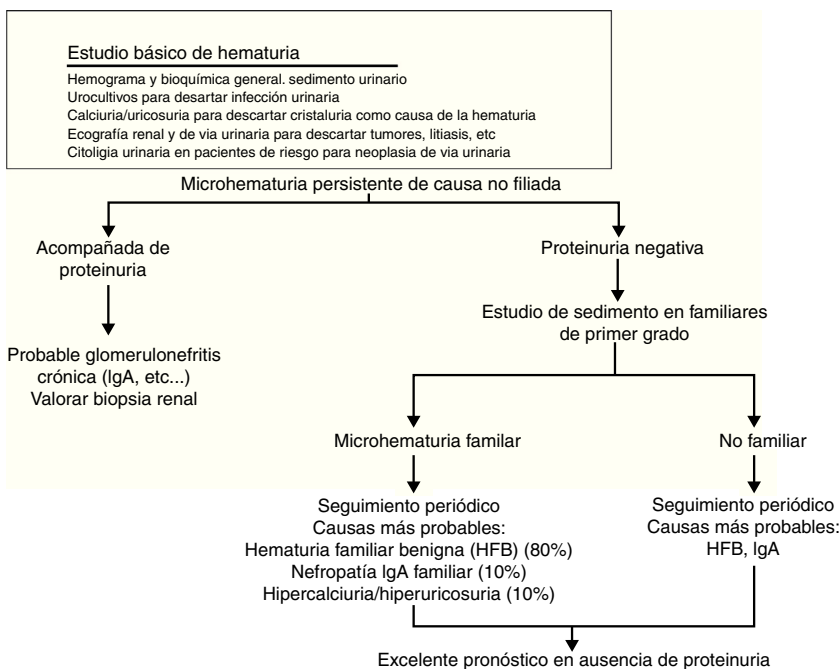 Estudio básico de hematuria
Hemograma y bioquímica general. sedimento urinario
Urocultivos para desartar infección urinaria
Calciuria/uricosuria para descartar cristaluria como causa de la hematuria
Ecografía renal y de via urinaria para descartar tumores, litiasis, etc
Citoligia urinaria en pacientes de riesgo para neoplasia de via urinaria
Microhematuria persistente de causa no filiada
Acompañada de
proteinuria
Probable glomerulonefritis
crónica (IgA, etc...)
Valorar biopsia renal
Proteinuria negativa
Estudio de sedimento en familiares
de primer grado
Microhematuria familar
Seguimiento periódico
Causas más probables:
Hematuria familiar benigna (HFB) (80%)
Nefropatía IgA familiar (10%)
Hipercalciuria/hiperuricosuria (10%)
No familiar
Seguimiento periódico
Causas más probables:
HFB, IgA
Excelente pronóstico en ausencia de proteinuria